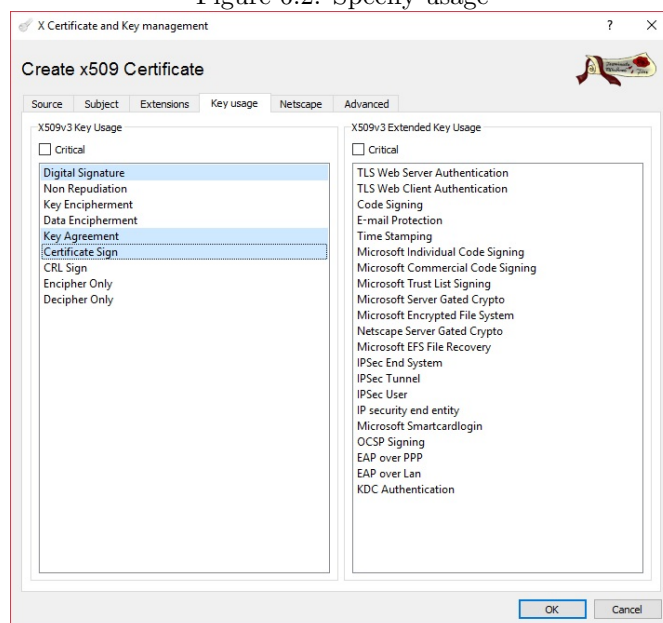 Figure 6.2: Specify usage
X Certificate and Key management
?
Create x509 Certificate
Source Subject Extensions Key usage Netscape Advanced
X509v3 Key Usage
Critical
Digital Signature
Non Repudiation
Key Encipherment
Data Encipherment
Key Agreement
Certificate Sign
CRL Sign
Encipher Only
Decipher Only
X509v3 Extended Key Usage
Critical
TLS Web Server Authentication
TLS Web Client Authentication
Code Signing
E-mail Protection
Time Stamping
Microsoft Individual Code Signing
Microsoft Commercial Code Signing
Microsoft Trust List Signing
Microsoft Server Gated Crypto
Microsoft Encrypted File System
Netscape Server Gated Crypto
Microsoft EFS File Recovery
IPSec End System
IPSec Tunnel
IPSec User
IP security end entity
Microsoft Smartcardlogin
OCSP Signing
EAP over PPP
EAP over Lan
KDC Authentication
OK Cancel